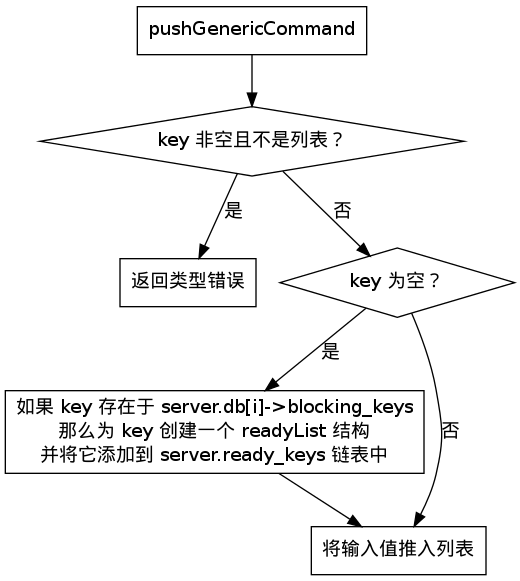 pushGenericCommand
key 非空且不是列表？
是
否
返回类型错误
key 为空？
是
如果 key 存在于 server.db[i]->blocking_keys
那么为 key 创建一个 readyList 结构
并将它添加到 server.ready_keys 链表中
否
将输入值推入列表